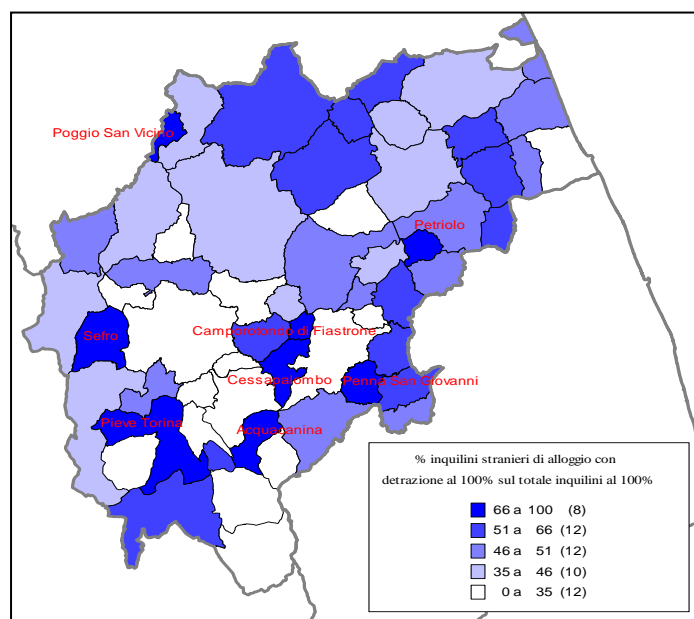 Poggio San Vicino
Petriolo
Sefro
Camporotondo di Fiastrone
Cessapalombo
Penna San Giovanni
Pieve Torina
Acquacanina
% inquilini stranieri di alloggio con
detrazione al 100% sul totale inquilini al 100%
66 a 100 (8)
51 a 66 (12)
46 a 51 (12)
35 a 46 (10)
0 a 35 (12)